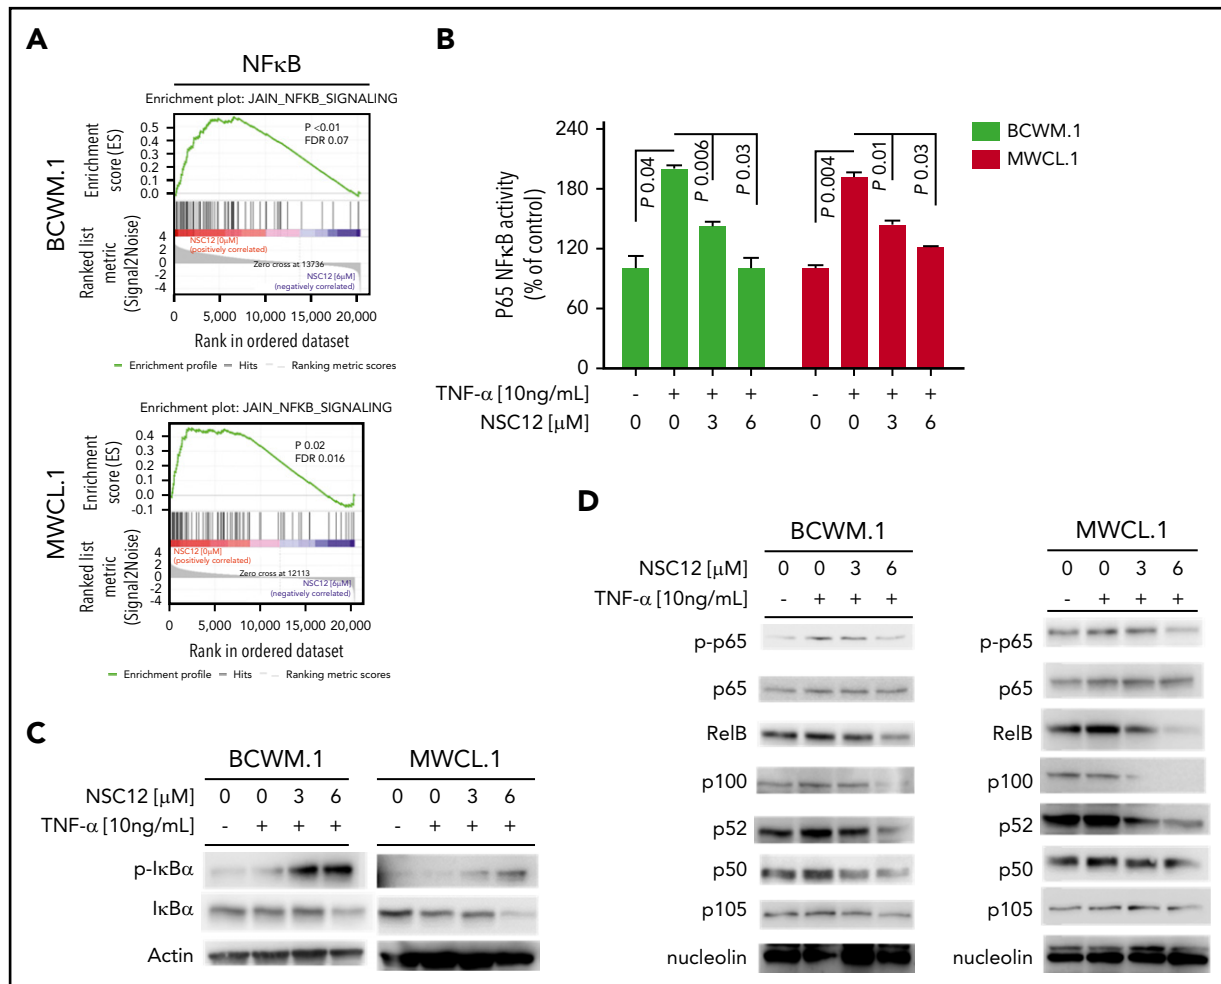 A
NFκB
Enrichment plot: JAIN_NFKB_SIGNALING
BCWM.1
Enrichment score (ES)
0.5
0.4
0.3
0.2
0.1
0.0
P <0.01
FDR 0.07
Ranked list metric (Signal2Noise)
4
2
0
-2
-4
NSC12 [0μM]
(positively correlated)
Zero cross at 13736
NSC12 [6μM]
(negatively correlated)
0 5,000 10,000 15,000 20,000
Rank in ordered dataset
Enrichment profile Hits Ranking metric scores
Enrichment plot: JAIN_NFKB_SIGNALING
MWCL.1
Enrichment score (ES)
0.4
0.3
0.2
0.1
0.0
-0.1
P 0.02
FDR 0.016
Ranked list metric (Signal2Noise)
4
2
0
-2
-4
NSC12 [0μM]
(positively correlated)
Zero cross at 12113
NSC12 [6μM]
(negatively correlated)
0 5,000 10,000 15,000 20,000
Rank in ordered dataset
Enrichment profile Hits Ranking metric scores
B
P65 NFκB activity
(% of control)
240
180
120
60
0
P 0.04
P 0.006
P 0.03
P 0.004
P 0.01
P 0.03
BCWM.1
MWCL.1
TNF-α [10ng/mL] - + + + - + + +
NSC12 [μM] 0 0 3 6 0 0 3 6
C
BCWM.1 MWCL.1
NSC12 [μM] 0 0 3 6 0 0 3 6
TNF-α [10ng/mL] - + + + - + + +
p-IκBα
IκBα
Actin
D
BCWM.1
NSC12 [μM] 0 0 3 6
TNF-α [10ng/mL] - + + +
p-p65
p65
RelB
p100
p52
p50
p105
nucleolin
MWCL.1
0 0 3 6
- + + +
p-p65
p65
RelB
p100
p52
p50
p105
nucleolin